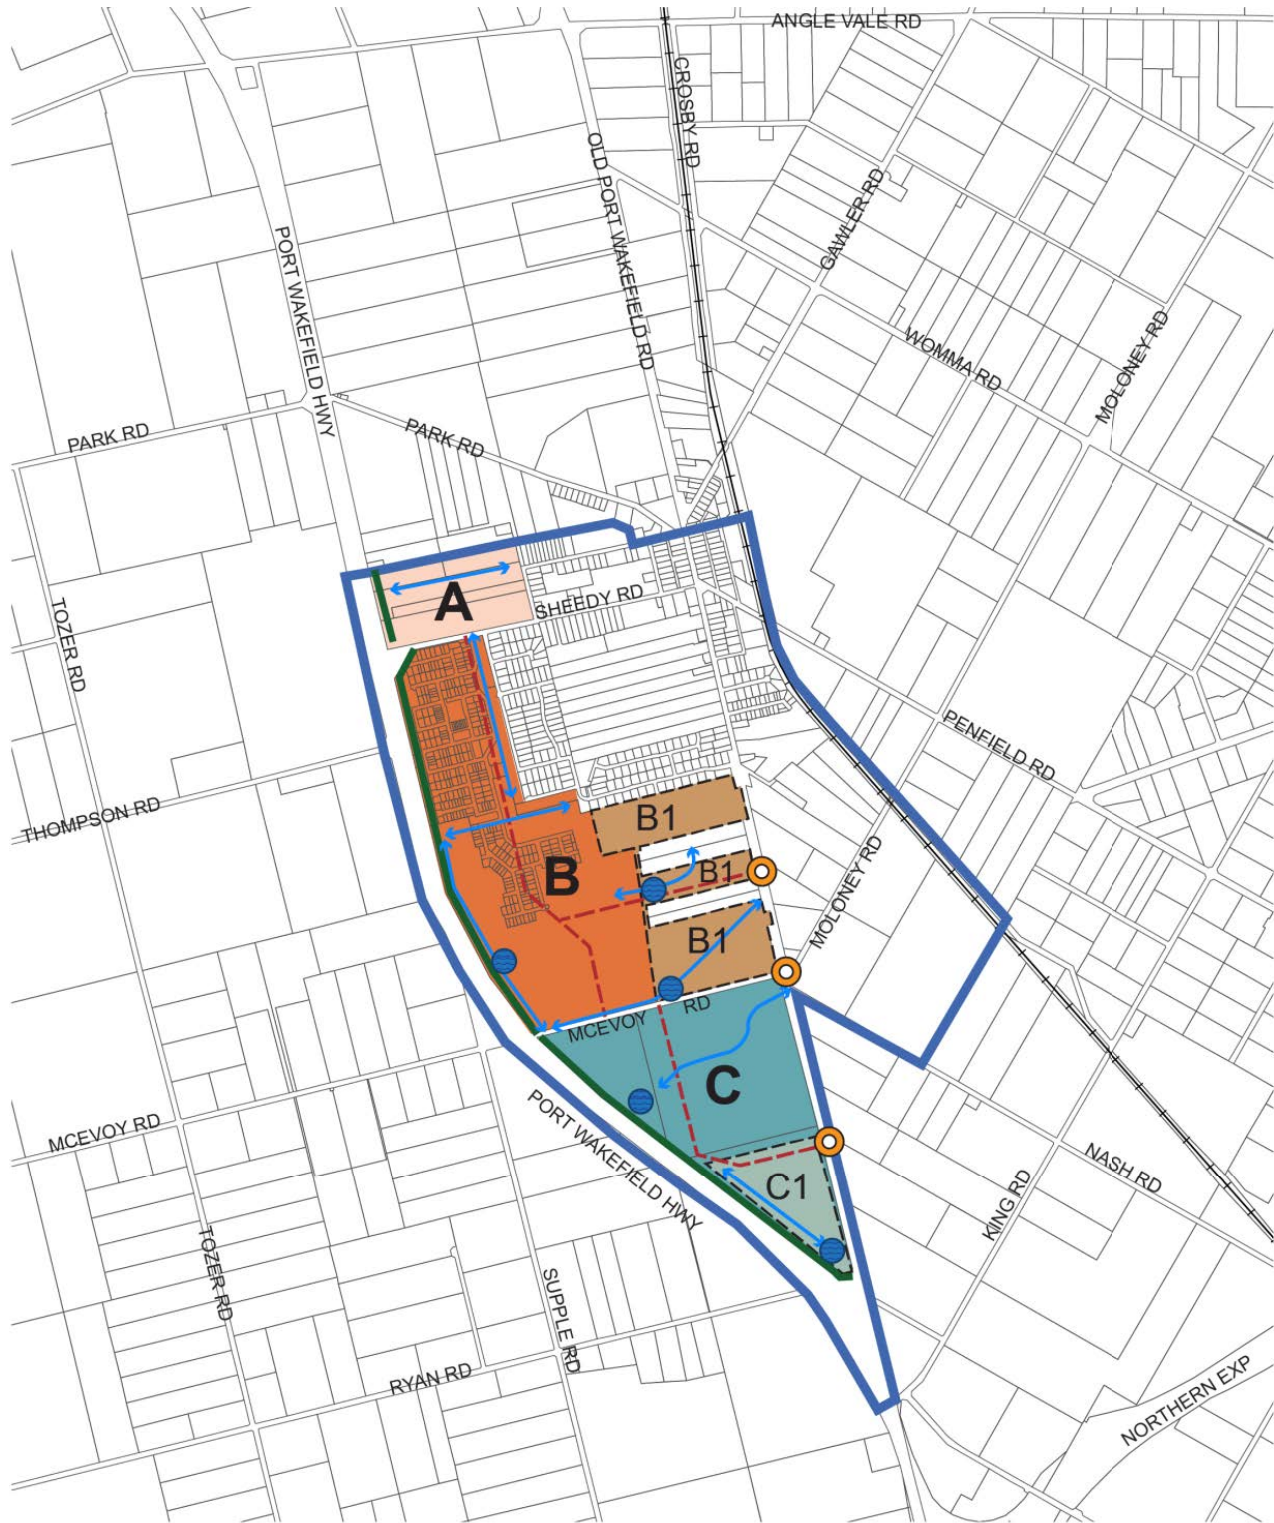 ANGLE VALE RD
CROSBY RD
OLD PORT WAKEFIELD RD
GAWLER RD
PORT WAKEFIELD HWY
WOMMA RD
MOLONEY RD
PARK RD
PARK RD
A
SHEEDY RD
TOZER RD
PENFIELD RD
THOMPSON RD
B1
B
B1
MOLONEY RD
B1
MCEVOY RD
C
MCEVOY RD
PORT WAKEFIELD HWY
C1
NASH RD
KING RD
TOZER RD
SUPPLE RD
RYAN RD
NORTHERN EXP